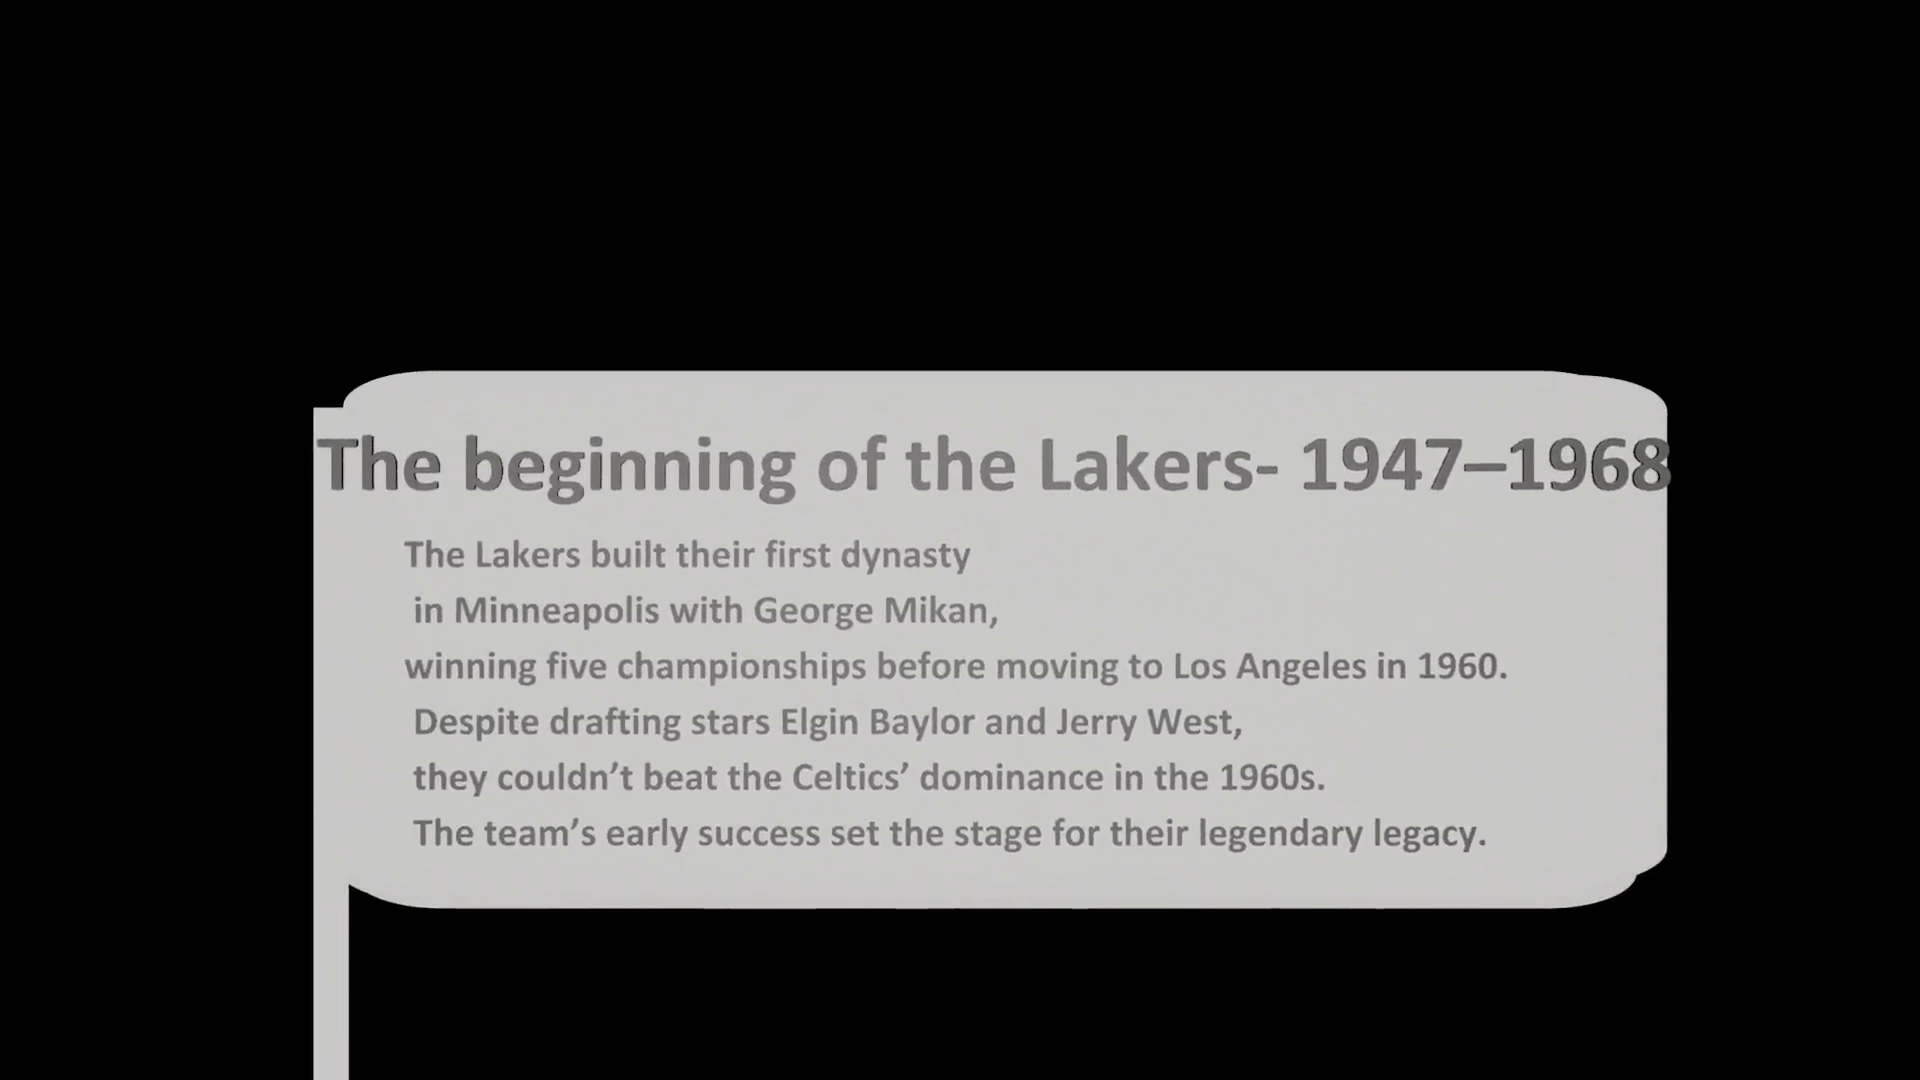 The beginning of the Lakers- 1947–1968
The Lakers built their first dynasty
in Minneapolis with George Mikan,
winning five championships before moving to Los Angeles in 1960.
Despite drafting stars Elgin Baylor and Jerry West,
they couldn’t beat the Celtics’ dominance in the 1960s.
The team’s early success set the stage for their legendary legacy.